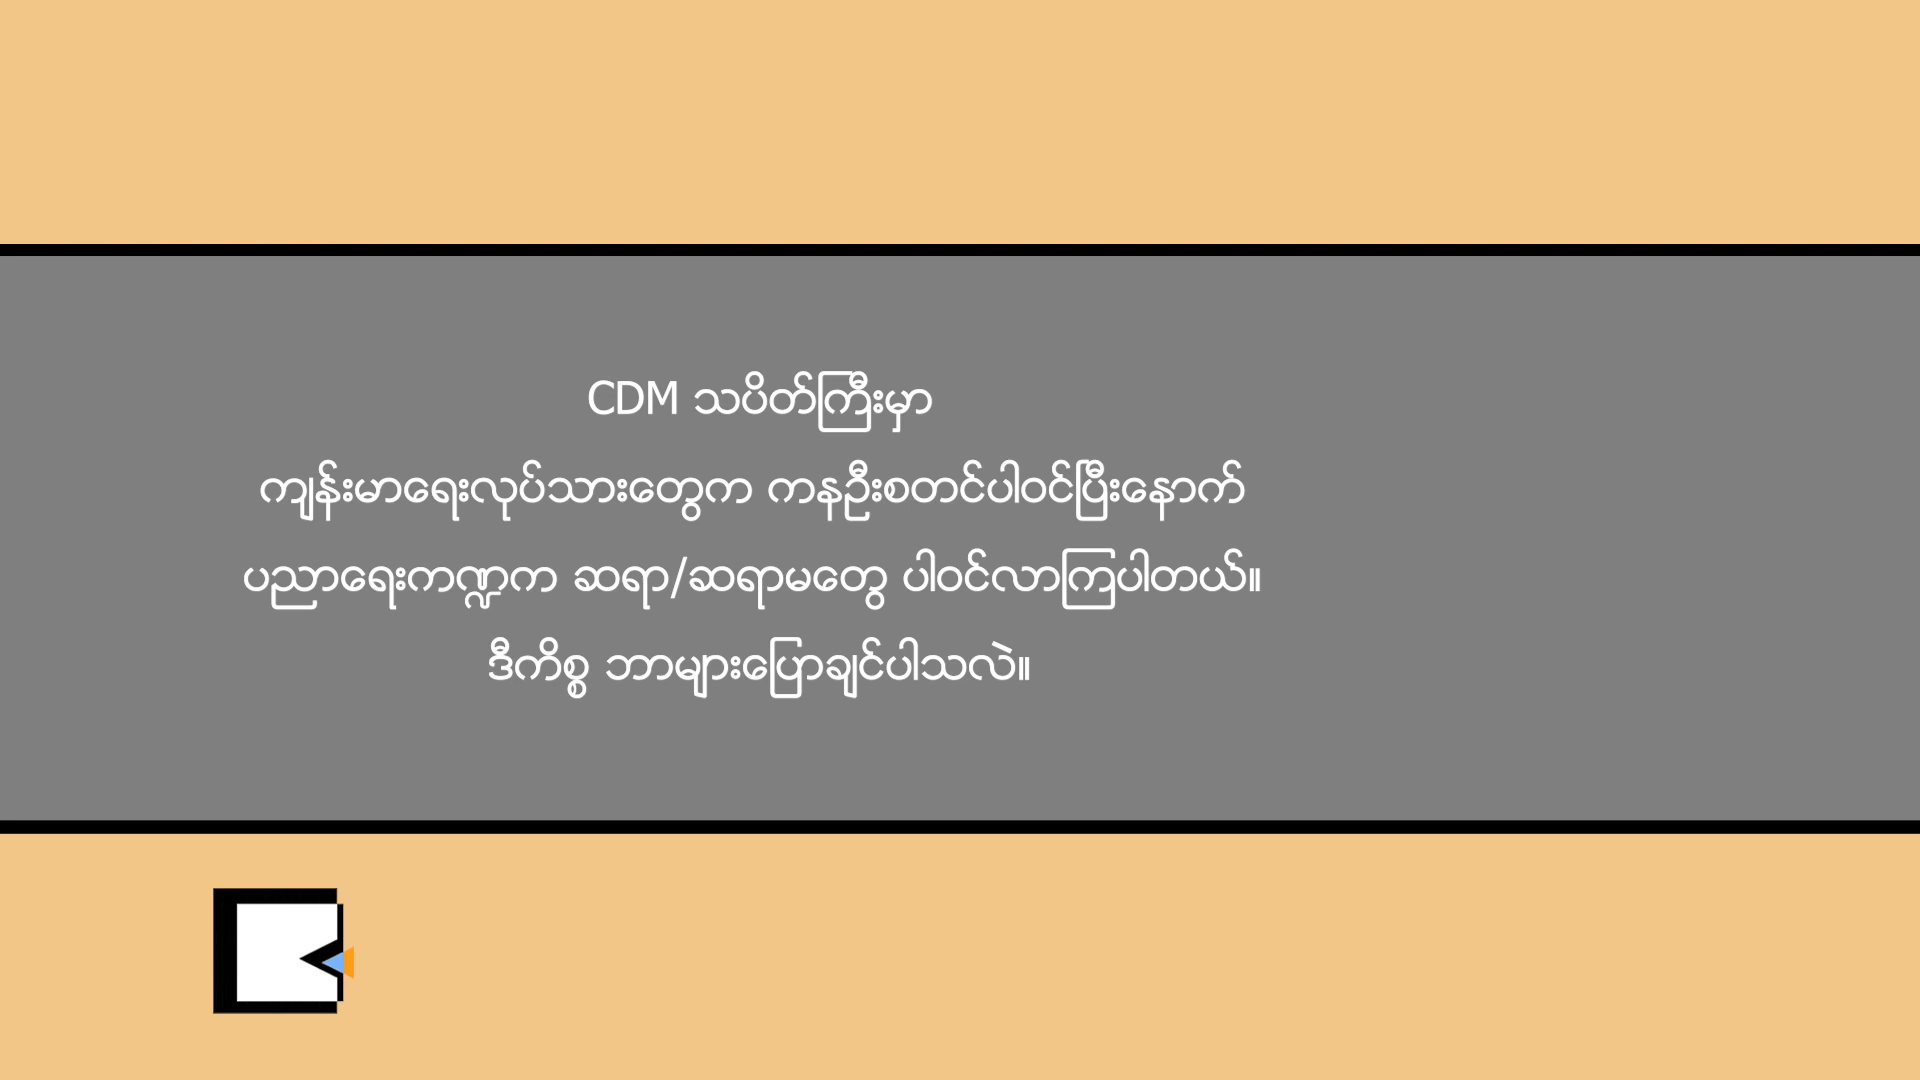 CDM သပိတ်ကြီးမှာ
ကျန်းမာရေးလုပ်သားတွေက ကနဦးစတင်ပါဝင်ပြီးနောက်
ပညာရေးကဏ္ဍက ဆရာ/ဆရာမတွေ ပါဝင်လာကြပါတယ်။
ဒီကိစ္စ ဘာများပြောချင်ပါသလဲ။